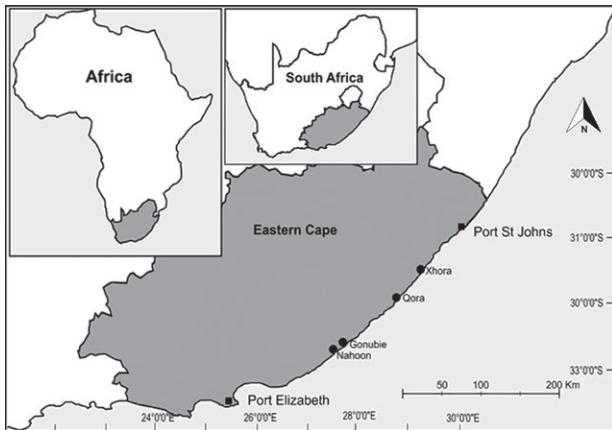 Africa
South Africa
N
Eastern Cape
Port St Johns
Xhora
Qora
Gonubie
Nahoon
Port Elizabeth
30°0'0"S
31°0'0"S
30°0'0"S
33°0'0"S
50 100 200 Km
24°0'0"E 26°0'0"E 28°0'0"E 30°0'0"E